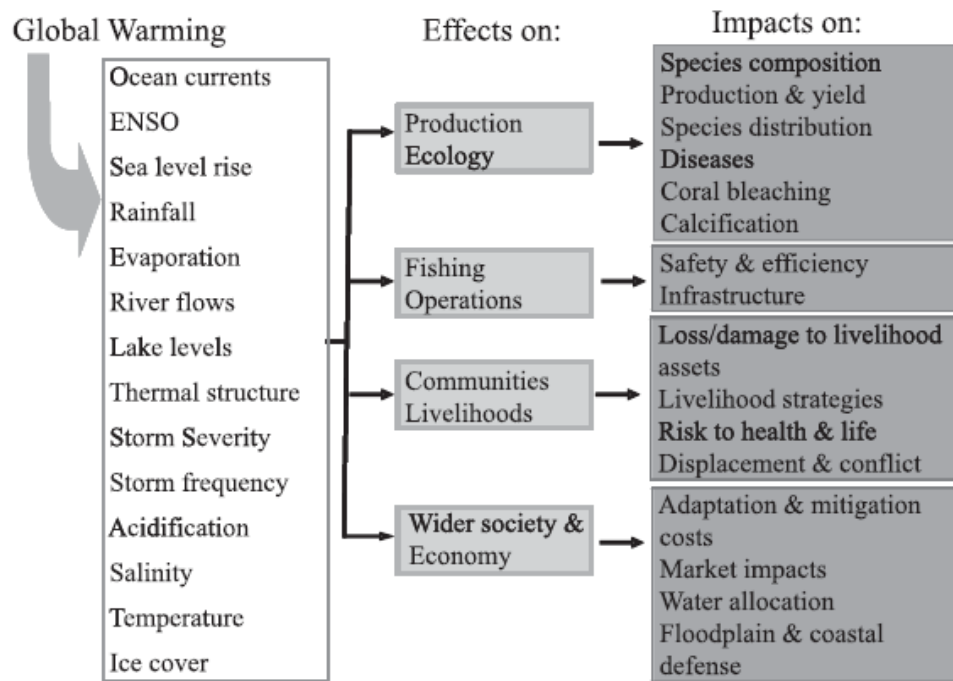 Global Warming
Effects on:
Impacts on:
Ocean currents
ENSO
Sea level rise
Rainfall
Evaporation
River flows
Lake levels
Thermal structure
Storm Severity
Storm frequency
Acidification
Salinity
Temperature
Ice cover
Production
Ecology
Fishing
Operations
Communities
Livelihoods
Wider society &
Economy
Species composition
Production & yield
Species distribution
Diseases
Coral bleaching
Calcification
Safety & efficiency
Infrastructure
Loss/damage to livelihood
assets
Livelihood strategies
Risk to health & life
Displacement & conflict
Adaptation & mitigation
costs
Market impacts
Water allocation
Floodplain & coastal
defense